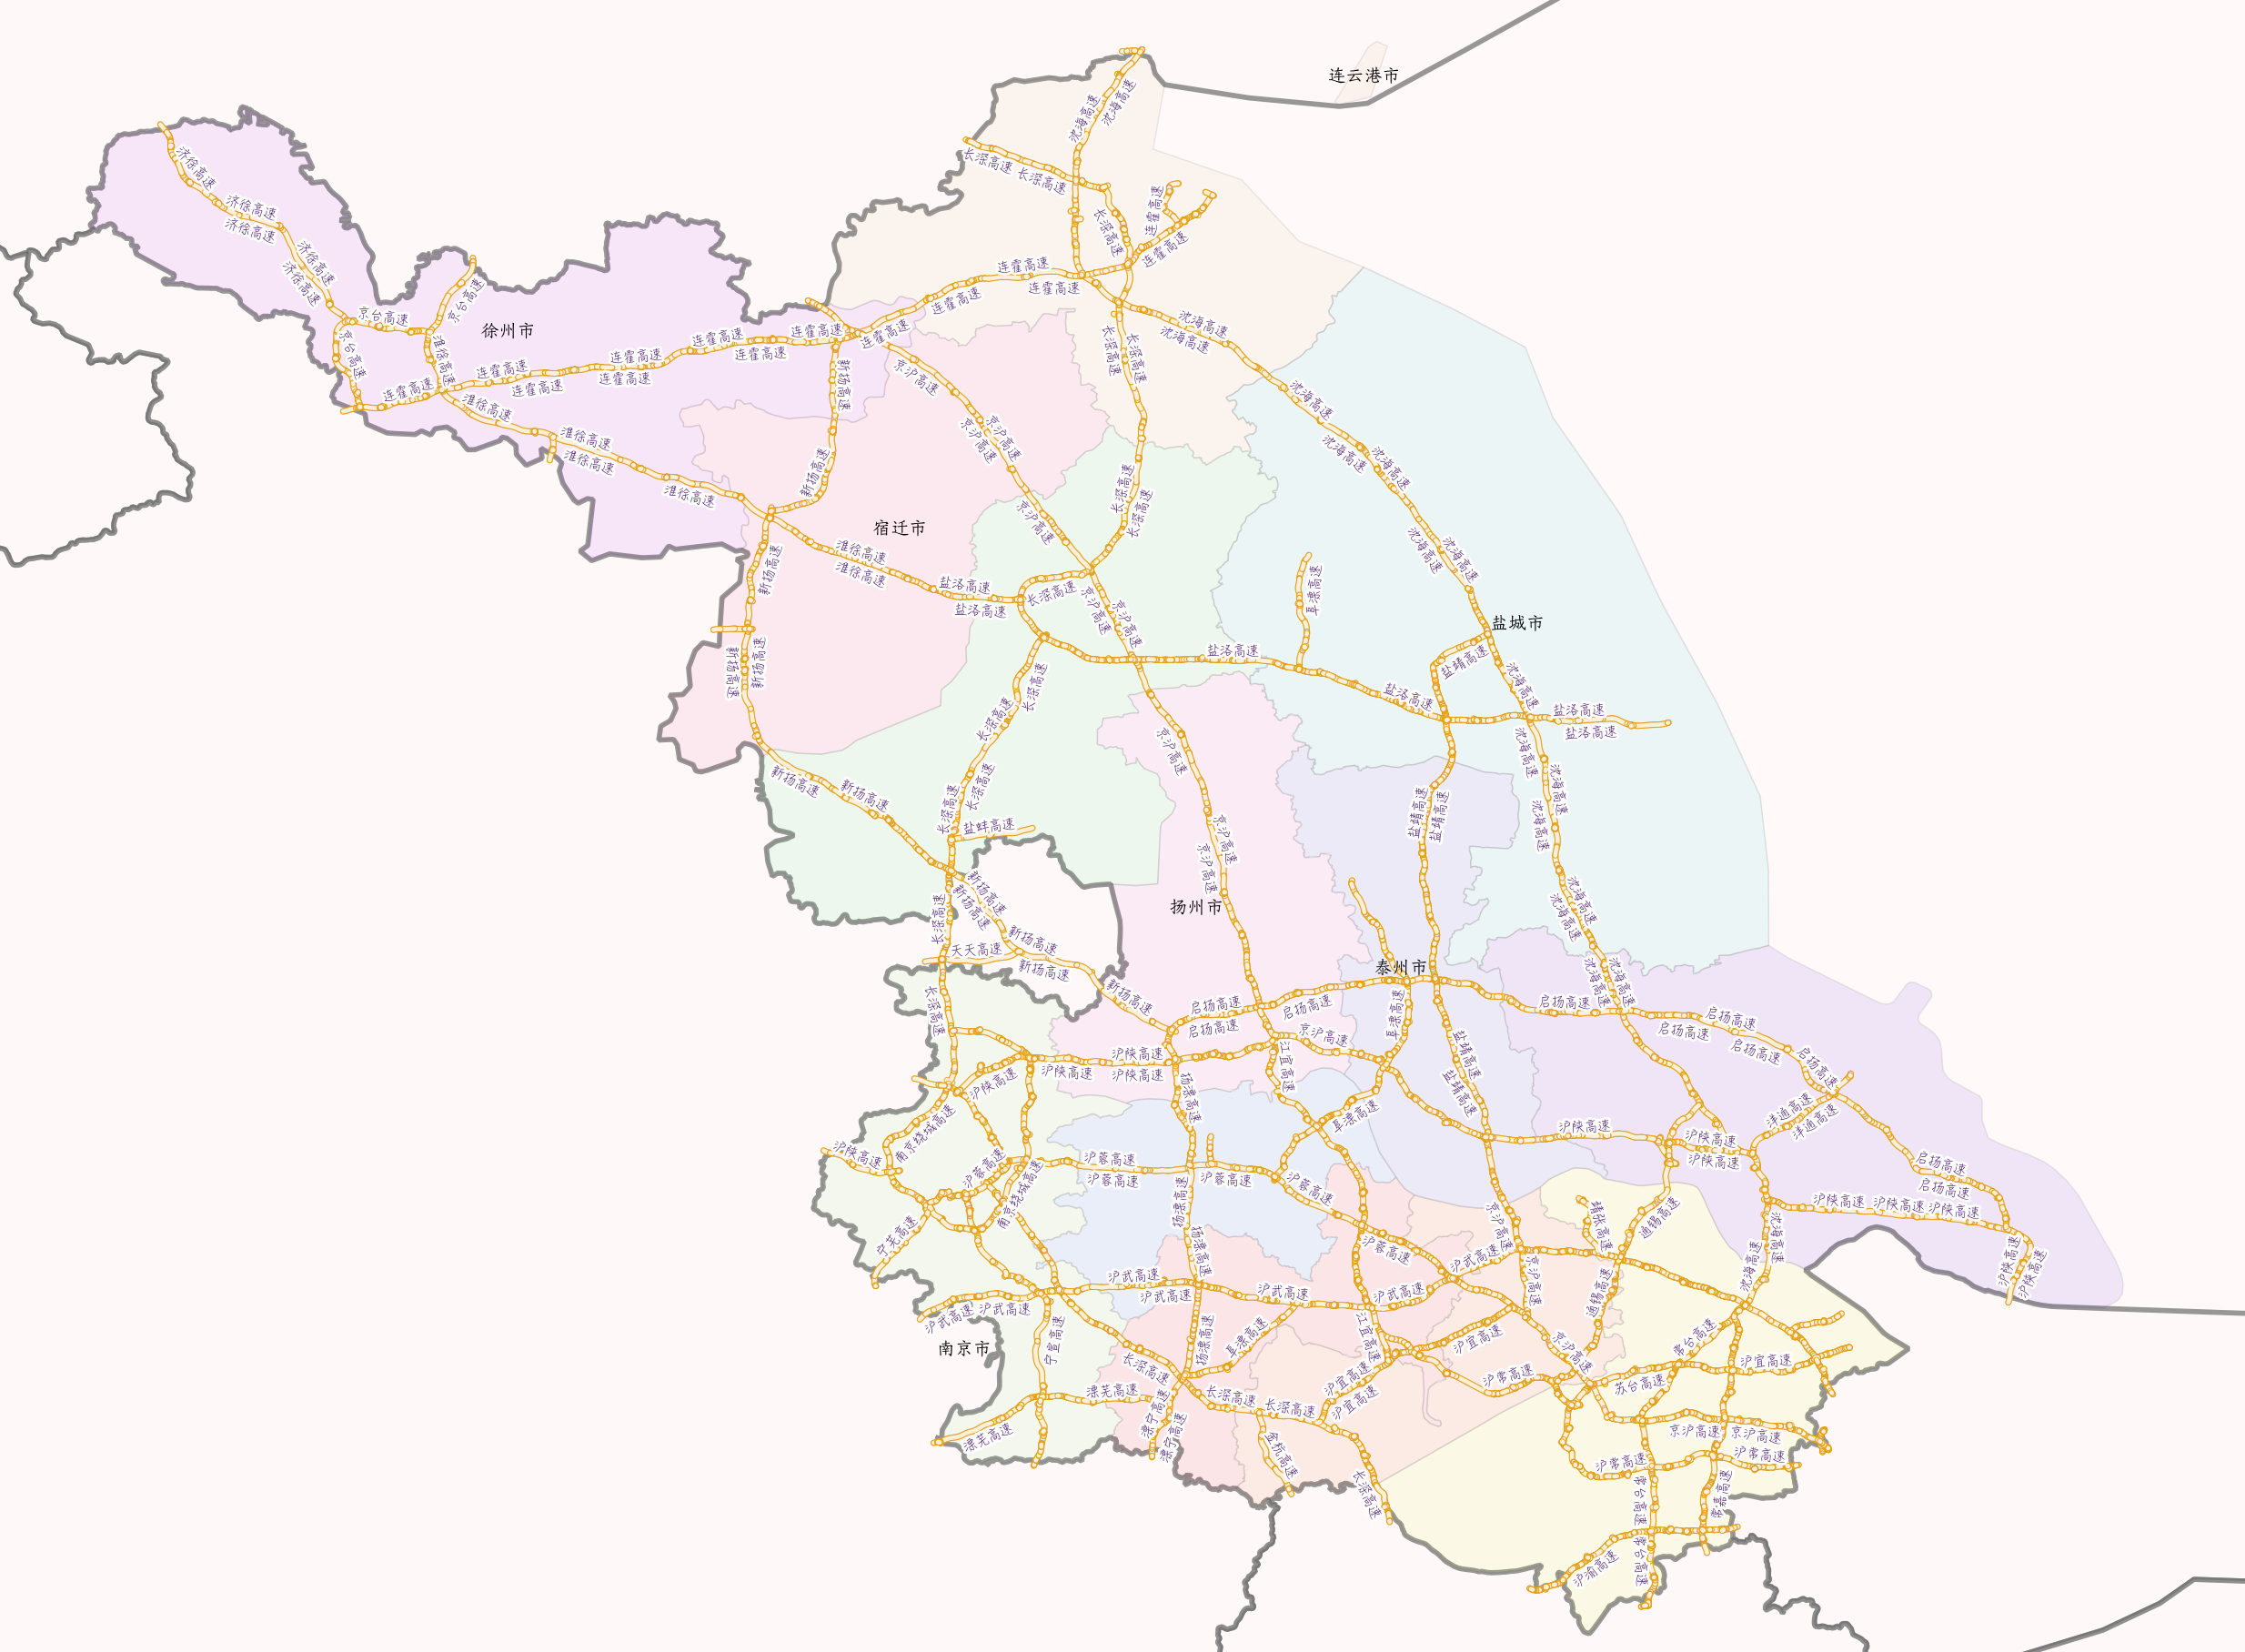 连云港市
沈海高速
沈海高速
长深高速
长深高速
济徐高速
连霍高速
长深高速
济徐高速
济徐高速
连霍高速
济徐高速
济徐高速
连霍高速
连霍高速
京台高速
连霍高速
京台高速
徐州市
连霍高速
连霍高速
连霍高速
沈海高速
沈海高速
京台高速
淮徐高速
连霍高速
连霍高速
连霍高速
连霍高速
长深高速
长深高速
连霍高速
连霍高速
连霍高速
新扬高速
京沪高速
淮徐高速
沈海高速
淮徐高速
淮徐高速
京沪高速
京沪高速
沈海高速
沈海高速
淮徐高速
新扬高速
长深高速
长深高速
宿迁市
京沪高速
淮徐高速
淮徐高速
沈海高速
沈海高速
新扬高速
盐洛高速
盐洛高速
长深高速
阜溧高速
京沪高速
京沪高速
盐城市
新扬高速
新扬高速
盐洛高速
盐靖高速
长深高速
沈海高速
长深高速
盐洛高速
盐洛高速
盐洛高速
京沪高速
沈海高速
新扬高速
新扬高速
长深高速
长深高速
沈海高速
沈海高速
盐蚌高速
盐靖高速
盐靖高速
京沪高速
京沪高速
新扬高速
新扬高速
扬州市
长深高速
沈海高速
沈海高速
新扬高速
天天高速
新扬高速
泰州市
沈海高速
沈海高速
长深高速
新扬高速
启扬高速
启扬高速
启扬高速
阜溧高速
启扬高速
启扬高速
启扬高速
启扬高速
京沪高速
沪陕高速
沪陕高速
沪陕高速
沪陕高速
江宜高速
盐靖高速
盐靖高速
启扬高速
扬溧高速
南京绕城高速
阜溧高速
沣通高速
沣通高速
沪陕高速
沪陕高速
沪陕高速
沪陕高速
沪蓉高速
沪蓉高速
沪蓉高速
沪蓉高速
沪蓉高速
启扬高速
启扬高速
南京绕城高速
扬溧高速
沪陕高速
沪陕高速
沪陕高速
宁芜高速
扬溧高速
沪蓉高速
京沪高速
靖张高速
通锡高速
沈海高速
沪武高速
沪武高速
沪武高速
沪武高速
沪武高速
沪武高速
沪武高速
京沪高速
通锡高速
沈海高速
沪陕高速
沪陕高速
南京市
宁宣高速
长深高速
扬溧高速
阜溧高速
江宜高速
沪宜高速
京沪高速
常台高速
沪宜高速
溧芜高速
溧宁高速
长深高速
长深高速
沪宜高速
沪宜高速
沪常高速
苏台高速
溧芜高速
溧宁高速
金杭高速
京沪高速
京沪高速
沪常高速
沪常高速
长深高速
常台高速
常嘉高速
沪渝高速
常台高速